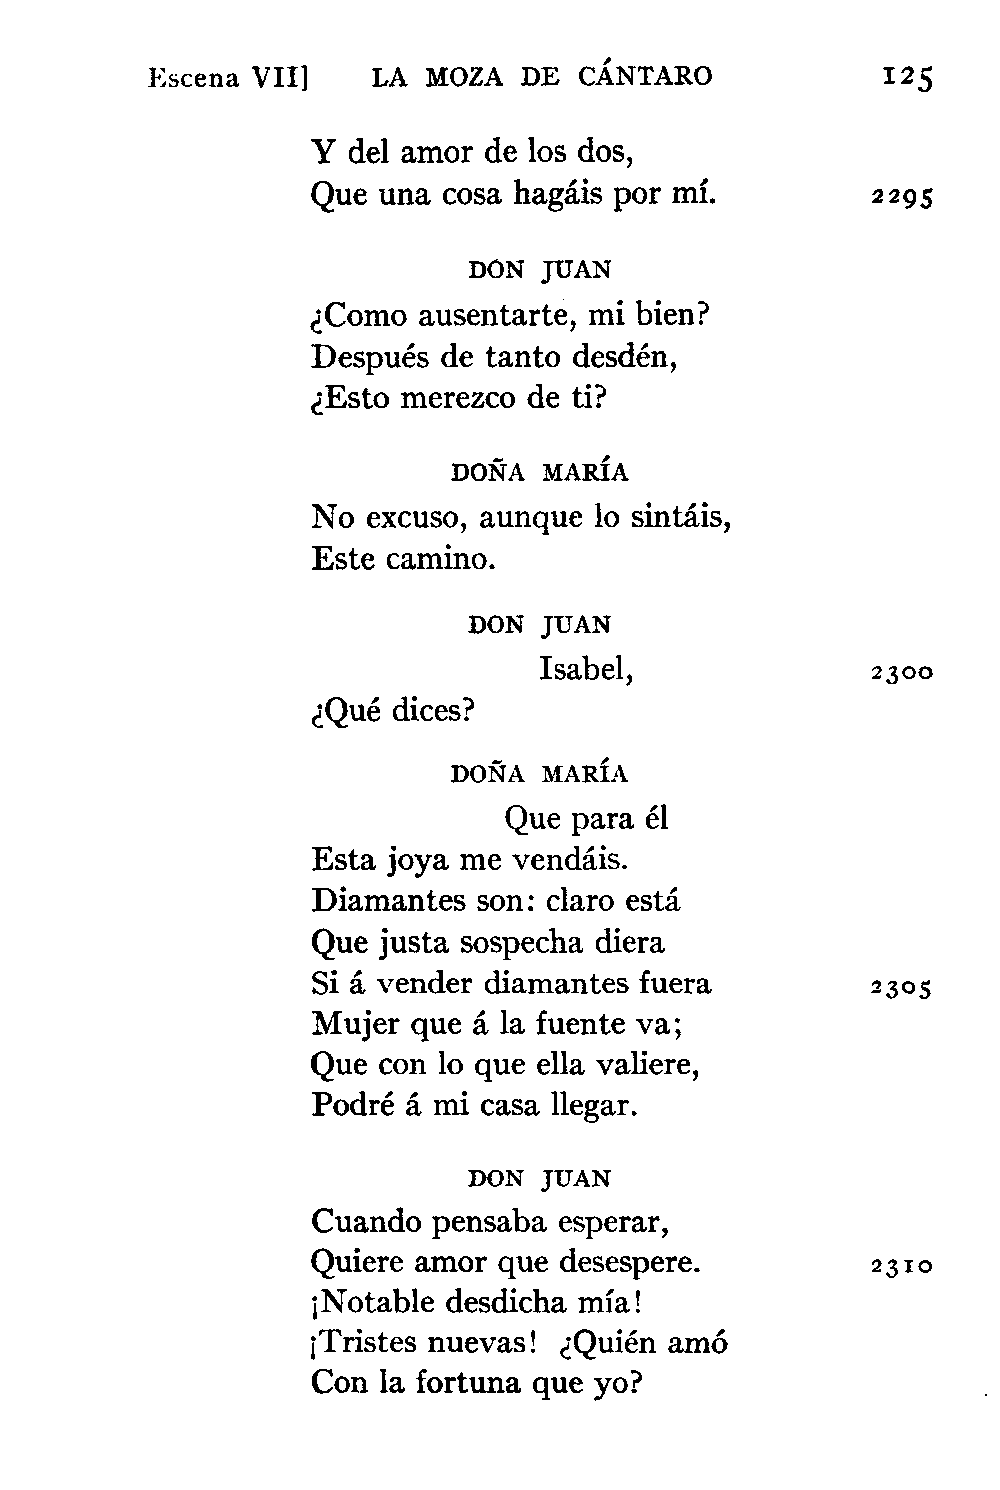 Escena VII] LA MOZA DE CÁNTARO 125
Y del amor de los dos,
Que una cosa hagáis por mí. 2295
DON JUAN
¿Como ausentarte, mi bien?
Después de tanto desdén,
¿Esto merezco de ti?
DOÑA MARÍA
No excuso, aunque lo sintáis,
Este camino.
DON JUAN
Isabel, 2300
¿Qué dices?
DOÑA MARÍA
Que para él
Esta joya me vendáis.
Diamantes son: claro está
Que justa sospecha diera
Si á vender diamantes fuera 2305
Mujer que á la fuente va;
Que con lo que ella valiere,
Podré á mi casa llegar.
DON JUAN
Cuando pensaba esperar,
Quiere amor que desespere. 2310
¡Notable desdicha mía!
¡Tristes nuevas! ¿Quién amó
Con la fortuna que yo?